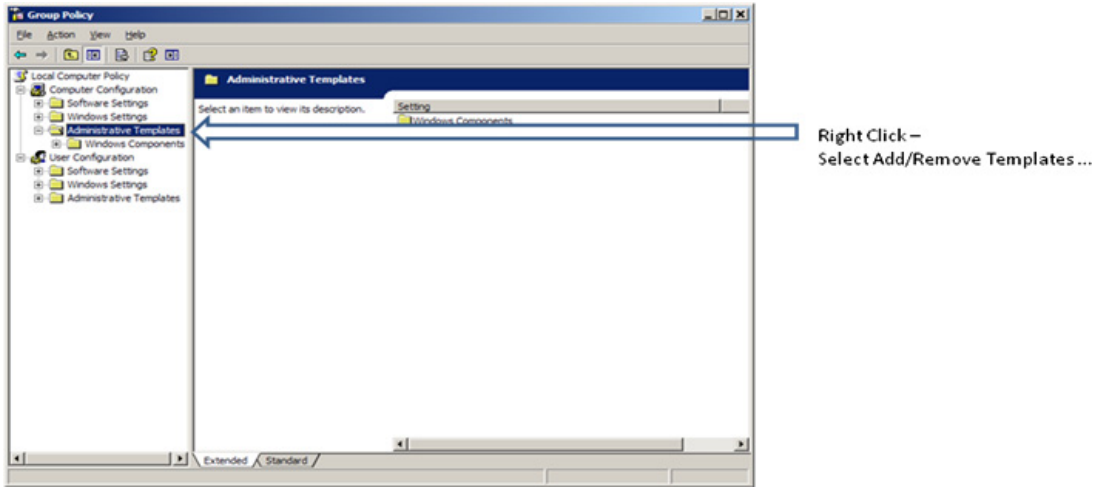 Group Policy
File Action View Help
Local Computer Policy
Computer Configuration
Software Settings
Windows Settings
Administrative Templates
Windows Components
User Configuration
Software Settings
Windows Settings
Administrative Templates
Administrative Templates
Select an item to view its description.
Setting
Windows Components
Extended Standard
Right Click –
Select Add/Remove Templates...